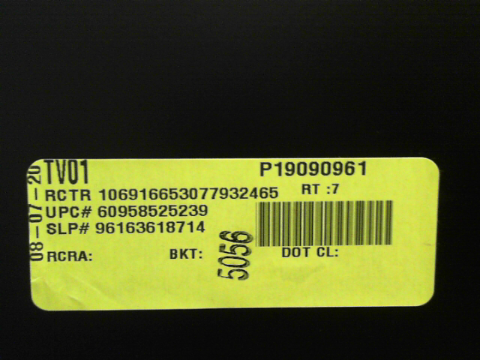 08-07-20
TV01
P19090961
RCTR 106916653077932465
RT :7
UPC# 60958525239
SLP# 96163618714
RCRA:
BKT:
5056
DOT CL: